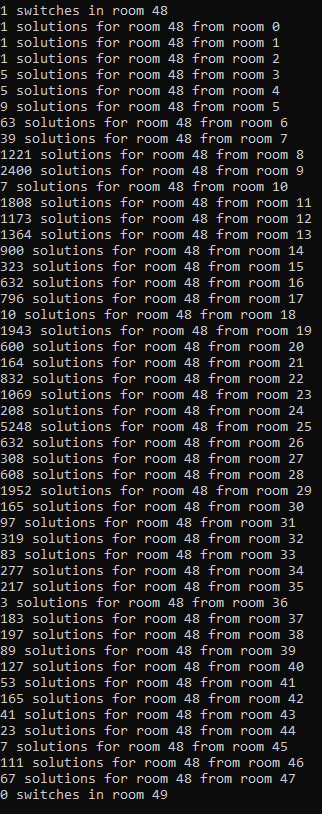 1 switches in room 48
1 solutions for room 48 from room 0
1 solutions for room 48 from room 1
1 solutions for room 48 from room 2
5 solutions for room 48 from room 3
5 solutions for room 48 from room 4
9 solutions for room 48 from room 5
63 solutions for room 48 from room 6
39 solutions for room 48 from room 7
1221 solutions for room 48 from room 8
2400 solutions for room 48 from room 9
7 solutions for room 48 from room 10
1808 solutions for room 48 from room 11
1173 solutions for room 48 from room 12
1364 solutions for room 48 from room 13
900 solutions for room 48 from room 14
323 solutions for room 48 from room 15
632 solutions for room 48 from room 16
796 solutions for room 48 from room 17
10 solutions for room 48 from room 18
1943 solutions for room 48 from room 19
600 solutions for room 48 from room 20
164 solutions for room 48 from room 21
832 solutions for room 48 from room 22
1069 solutions for room 48 from room 23
208 solutions for room 48 from room 24
5248 solutions for room 48 from room 25
632 solutions for room 48 from room 26
308 solutions for room 48 from room 27
608 solutions for room 48 from room 28
1952 solutions for room 48 from room 29
165 solutions for room 48 from room 30
97 solutions for room 48 from room 31
319 solutions for room 48 from room 32
83 solutions for room 48 from room 33
277 solutions for room 48 from room 34
217 solutions for room 48 from room 35
3 solutions for room 48 from room 36
183 solutions for room 48 from room 37
197 solutions for room 48 from room 38
89 solutions for room 48 from room 39
127 solutions for room 48 from room 40
53 solutions for room 48 from room 41
165 solutions for room 48 from room 42
41 solutions for room 48 from room 43
23 solutions for room 48 from room 44
7 solutions for room 48 from room 45
111 solutions for room 48 from room 46
67 solutions for room 48 from room 47
0 switches in room 49